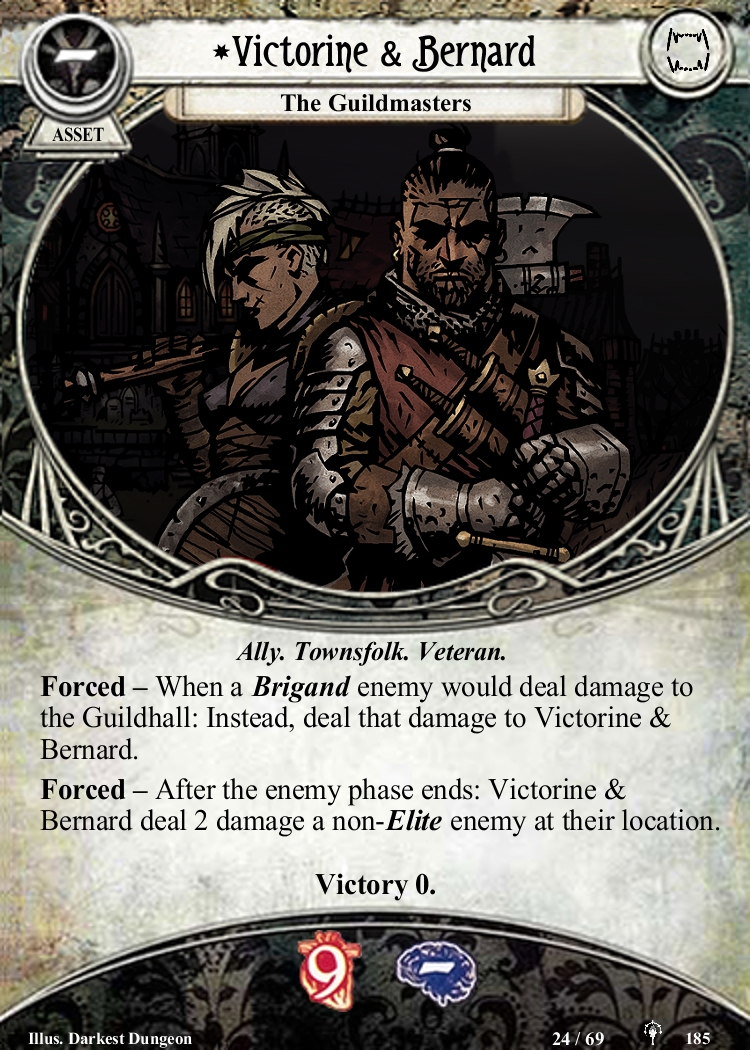 *Victorine & Bernard
The Guildmasters
ASSET
Ally. Townsfolk. Veteran.
Forced – When a Brigand enemy would deal damage to
the Guildhall: Instead, deal that damage to Victorine &
Bernard.
Forced – After the enemy phase ends: Victorine &
Bernard deal 2 damage a non-Elite enemy at their location.
Victory 0.
9 -
Illus. Darkest Dungeon 24 / 69 185